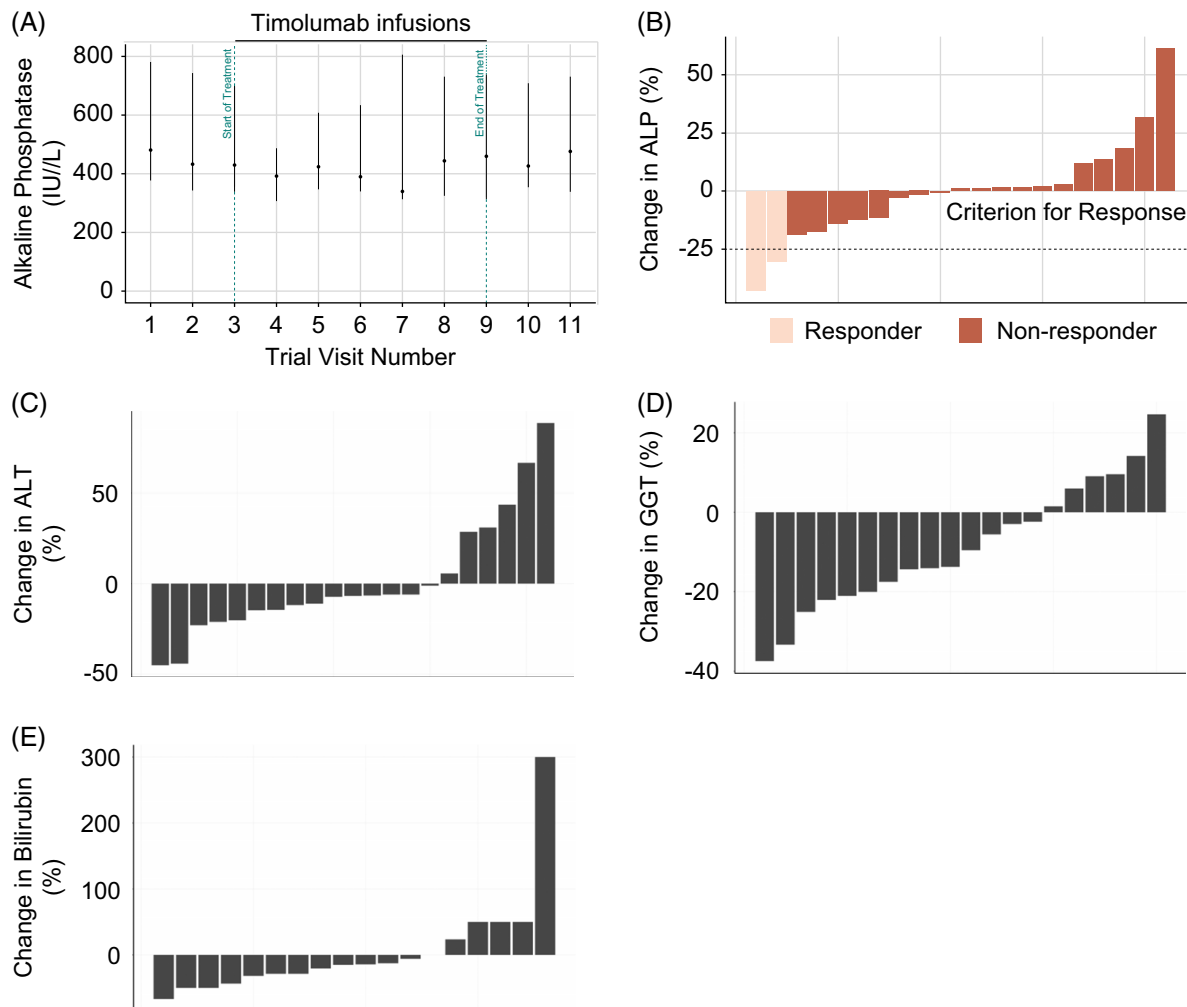 (A)
Timolumab infusions
Start of Treatment
End of Treatment
800
600
400
200
0
Alkaline Phosphatase
(IU//L)
1 2 3 4 5 6 7 8 9 10 11
Trial Visit Number
(B)
Change in ALP (%)
50
25
0
-25
Criterion for Response
Responder
Non-responder
(C)
Change in ALT
(%)
50
0
-50
(D)
Change in GGT (%)
20
0
-20
-40
(E)
Change in Bilirubin
(%)
300
200
100
0